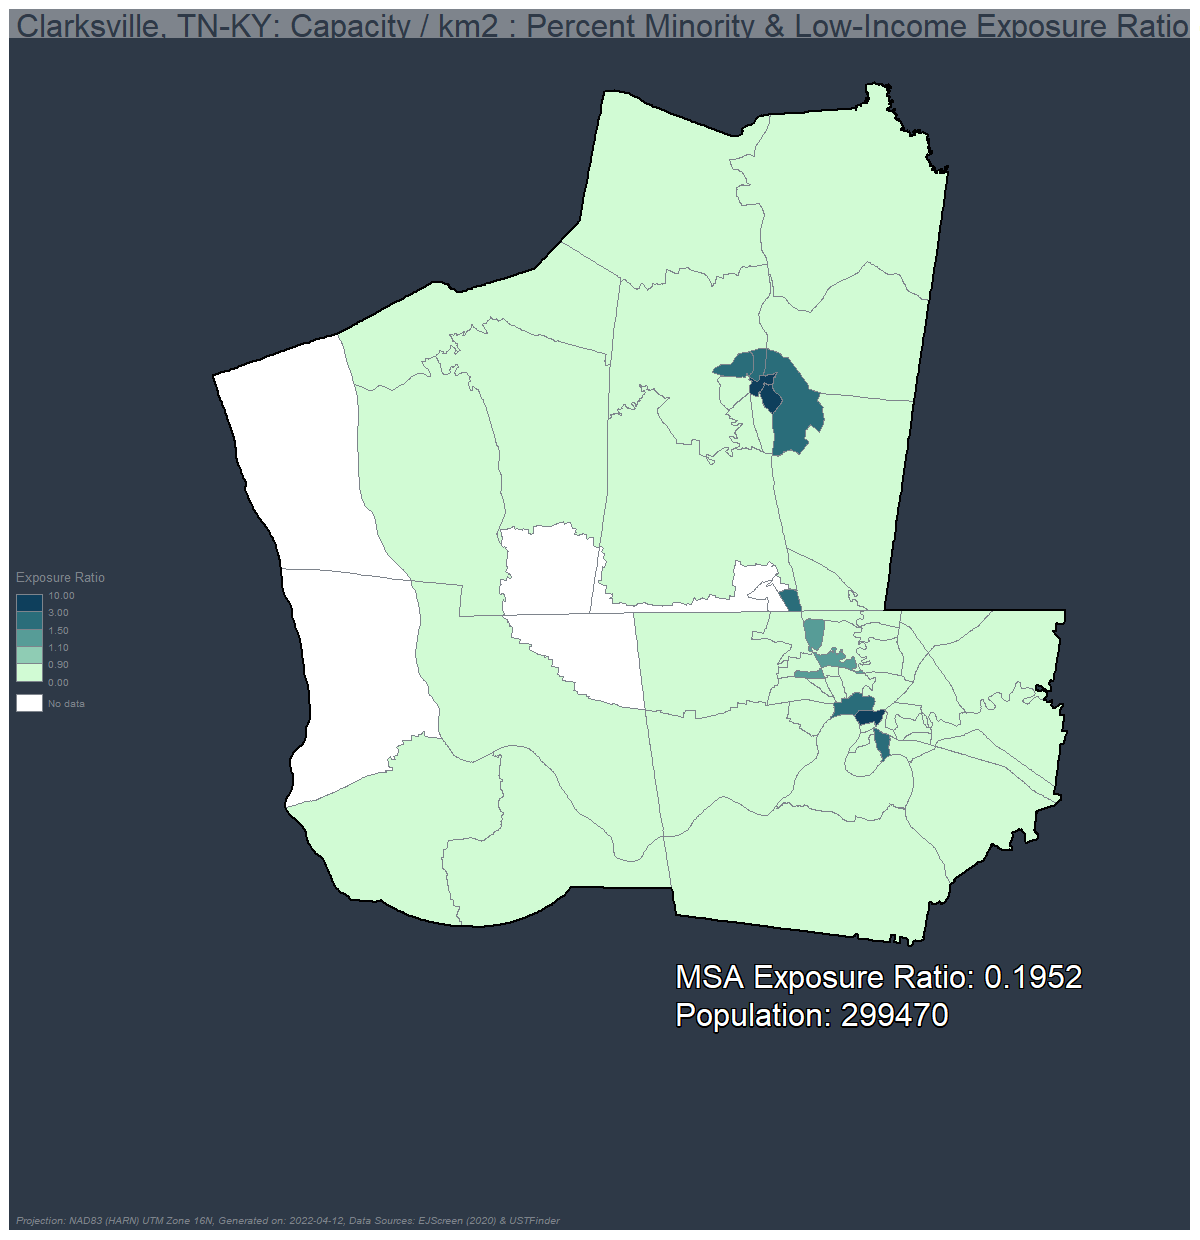 Clarksville, TN-KY: Capacity / km2 : Percent Minority & Low-Income Exposure Ratio
Exposure Ratio
10.00
3.00
1.50
1.10
0.90
0.00
No data
MSA Exposure Ratio: 0.1952
Population: 299470
Projection: NAD83 (HARN) UTM Zone 16N, Generated on: 2022-04-12, Data Sources: EJScreen (2020) & USTFinder